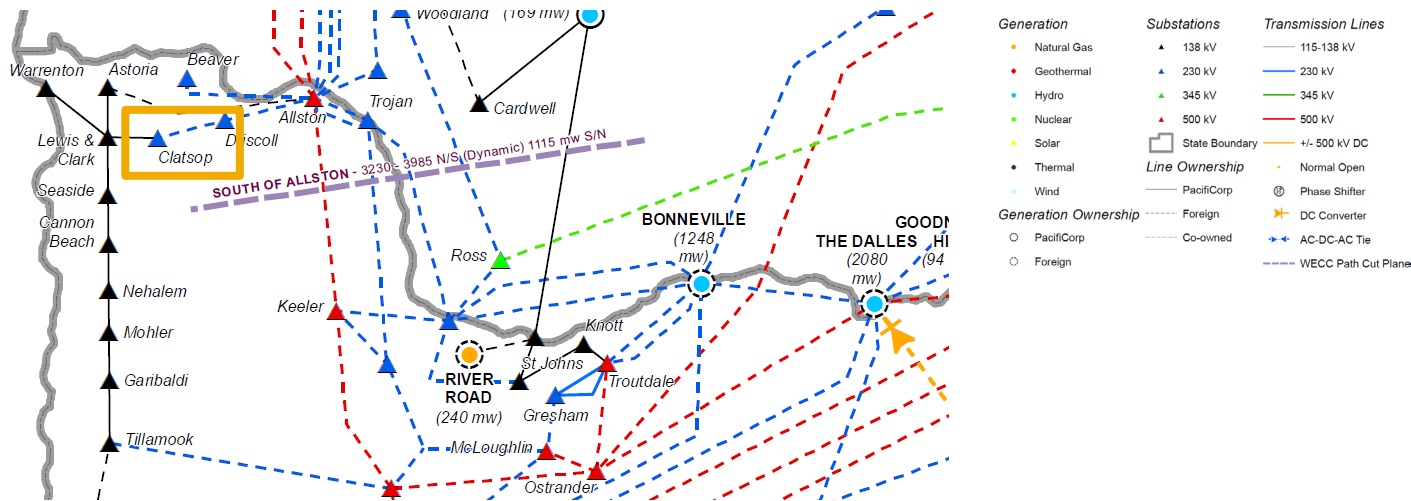 Woodland
(169 mw)
Beaver
Warrenton
Astoria
Trojan
Cardwell
Allston
Lewis &
Clark
Driscoll
Clatsop
SOUTH OF ALLSTON - 3230 - 3985 N/S (Dynamic) 1115 mw S/N
Seaside
Cannon
Beach
BONNEVILLE
(1248
mw)
THE DALLES
(2080
mw)
(94
Ross
Nehalem
Keeler
Mohler
Knott
St Johns
Garibaldi
RIVER
ROAD
(240 mw)
Troutdale
Gresham
Tillamook
McLoughlin
Ostrander
Generation
Natural Gas
Geothermal
Hydro
Nuclear
Solar
Thermal
Wind
Generation Ownership
PacifiCorp
Foreign
Substations
138 kV
230 kV
345 kV
500 kV
State Boundary
Line Ownership
PacifiCorp
Foreign
Co-owned
Transmission Lines
115-138 kV
230 kV
345 kV
500 kV
+/- 500 kV DC
Normal Open
Phase Shifter
DC Converter
AC-DC-AC Tie
WECC Path Cut Plane